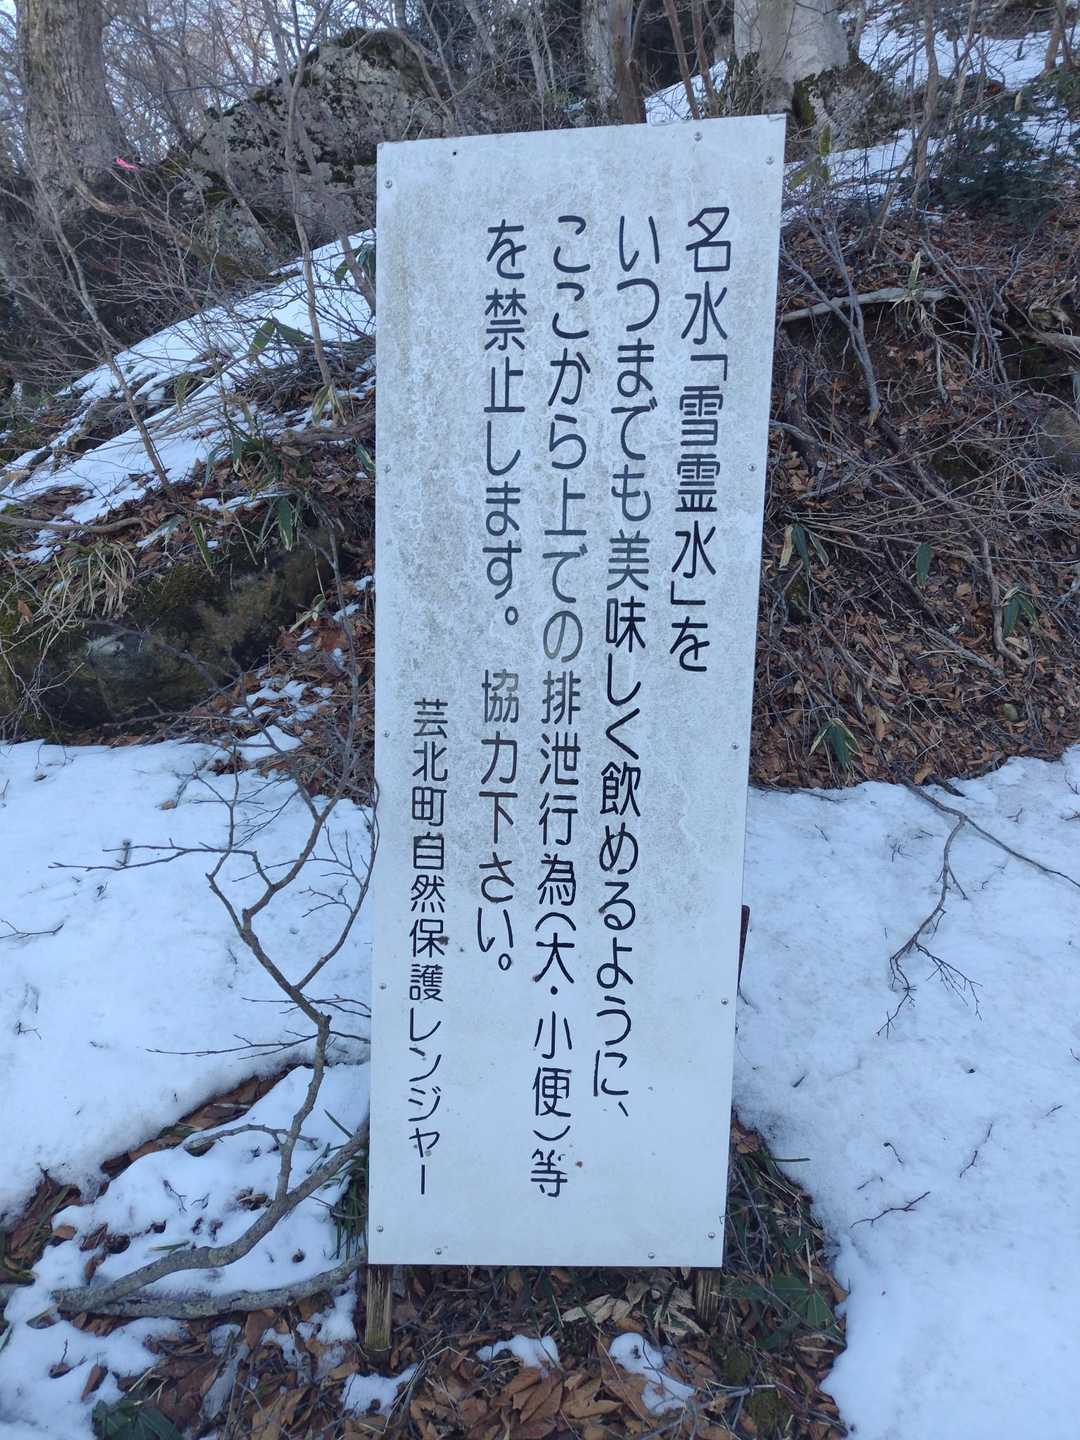 名水「雪霊水」を
いつまでも美味しく飲めるように、
ここから上での排泄行為(大・小便)等
を禁止します。 協力下さい。
芸北町自然保護レンジャー